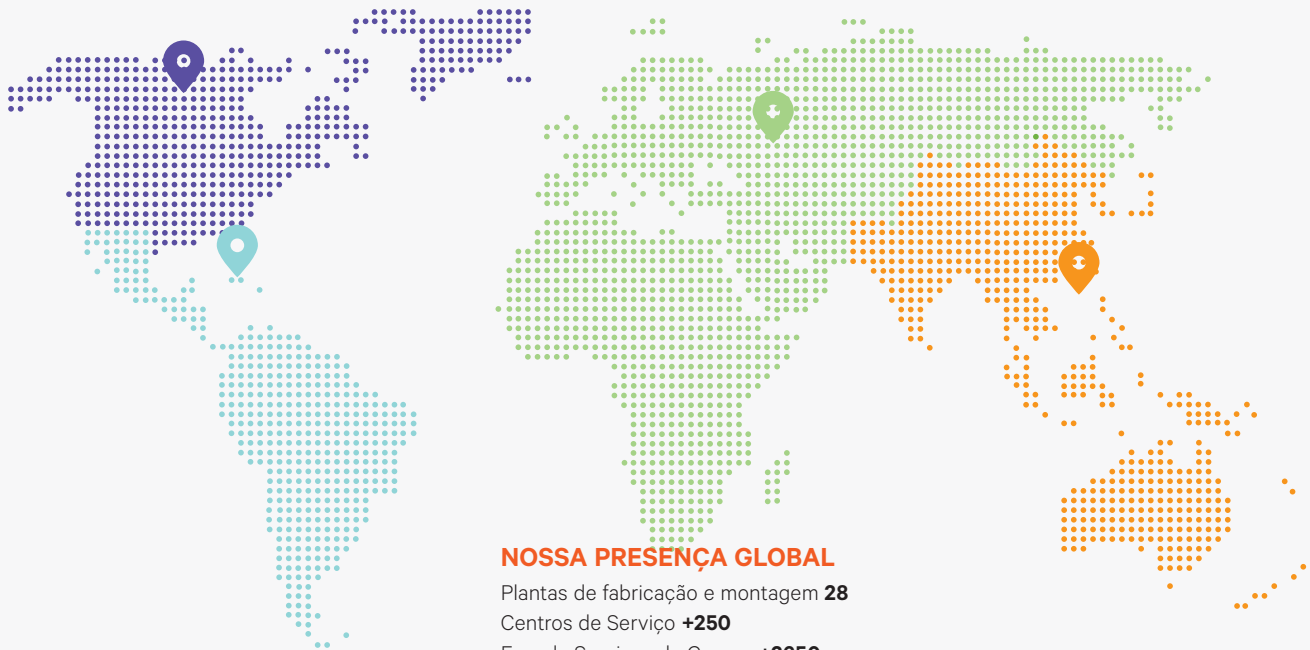 NOSSA PRESENÇA GLOBAL
Plantas de fabricação e montagem 28
Centros de Serviço +250